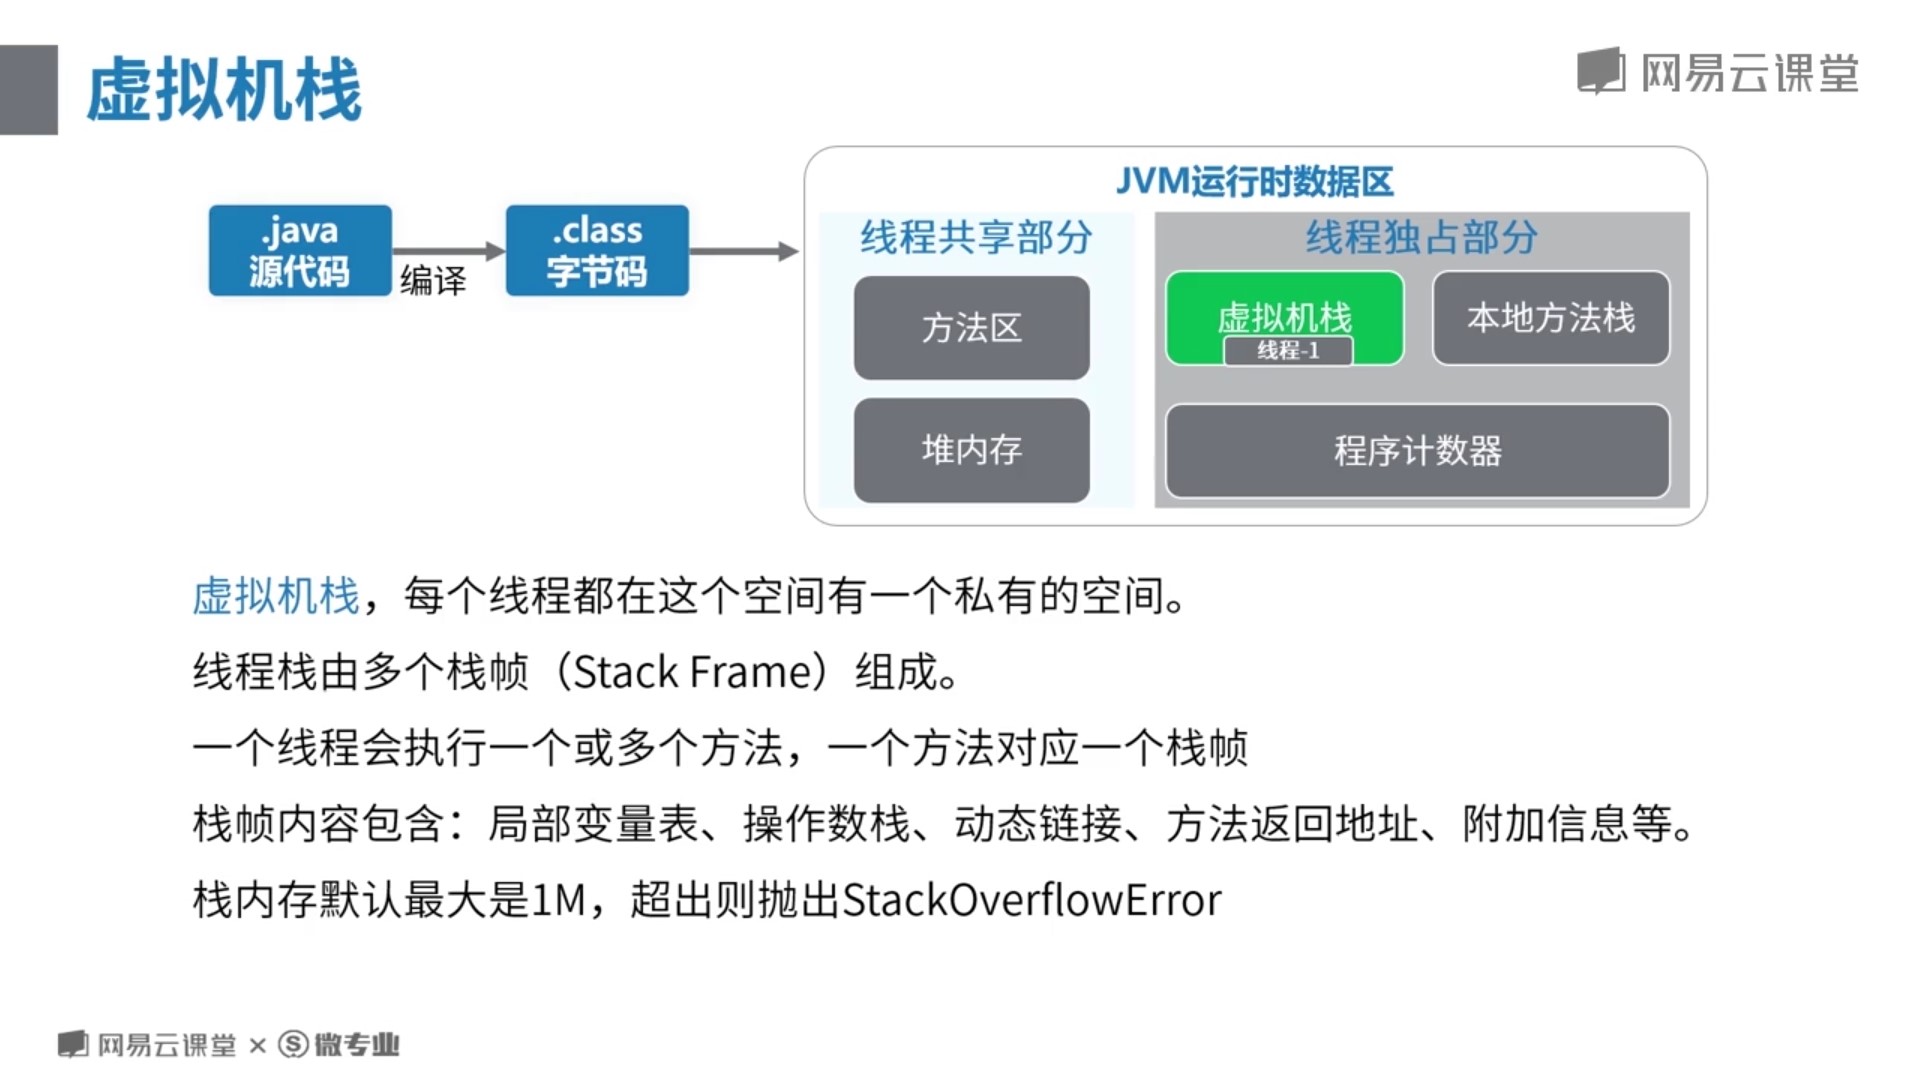 虚拟机栈
网易云课堂
JVM运行时数据区
.java
源代码
编译
.class
字节码
线程共享部分
方法区
堆内存
线程独占部分
虚拟机栈
线程-1
本地方法栈
程序计数器
虚拟机栈，每个线程都在这个空间有一个私有的空间。
线程栈由多个栈帧（Stack Frame）组成。
一个线程会执行一个或多个方法，一个方法对应一个栈帧
栈帧内容包含：局部变量表、操作数栈、动态链接、方法返回地址、附加信息等。
栈内存默认最大是1M，超出则抛出StackOverflowError
网易云课堂 × S 微专业